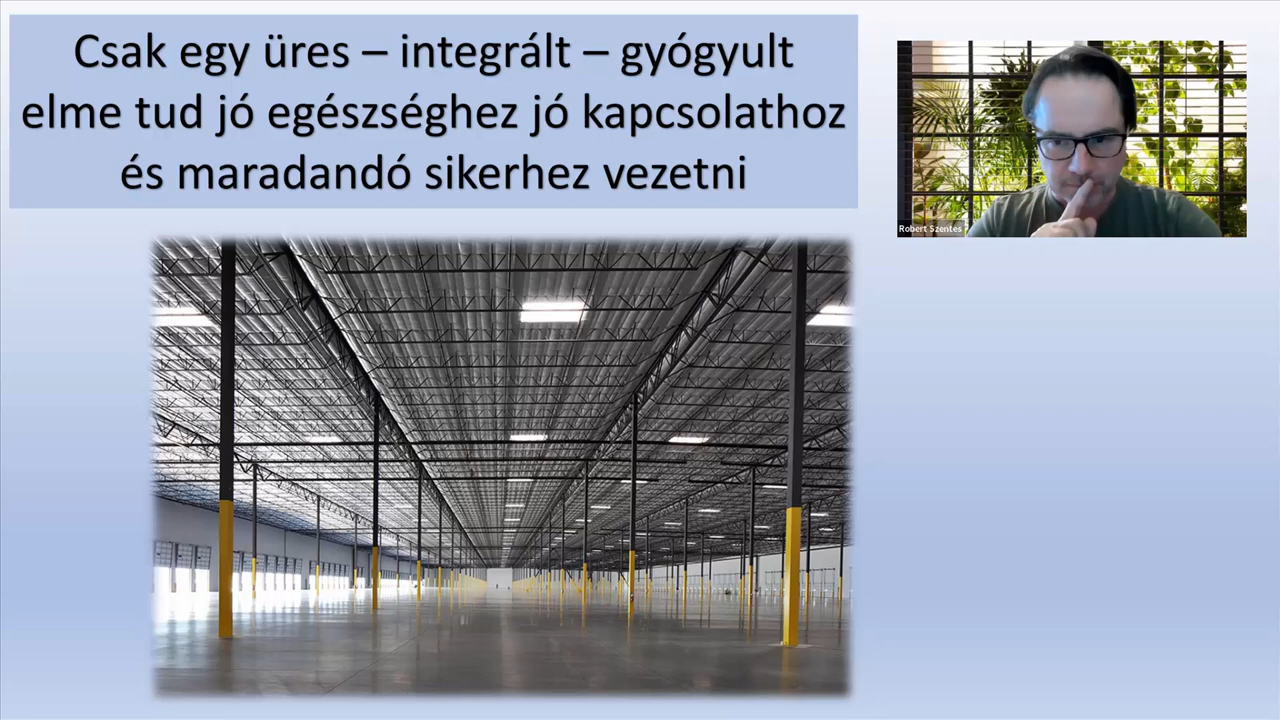 Csak egy üres – integrált – gyógyult
elme tud jó egészséghez jó kapcsolathoz
és maradandó sikerhez vezetni
Robert Szentes